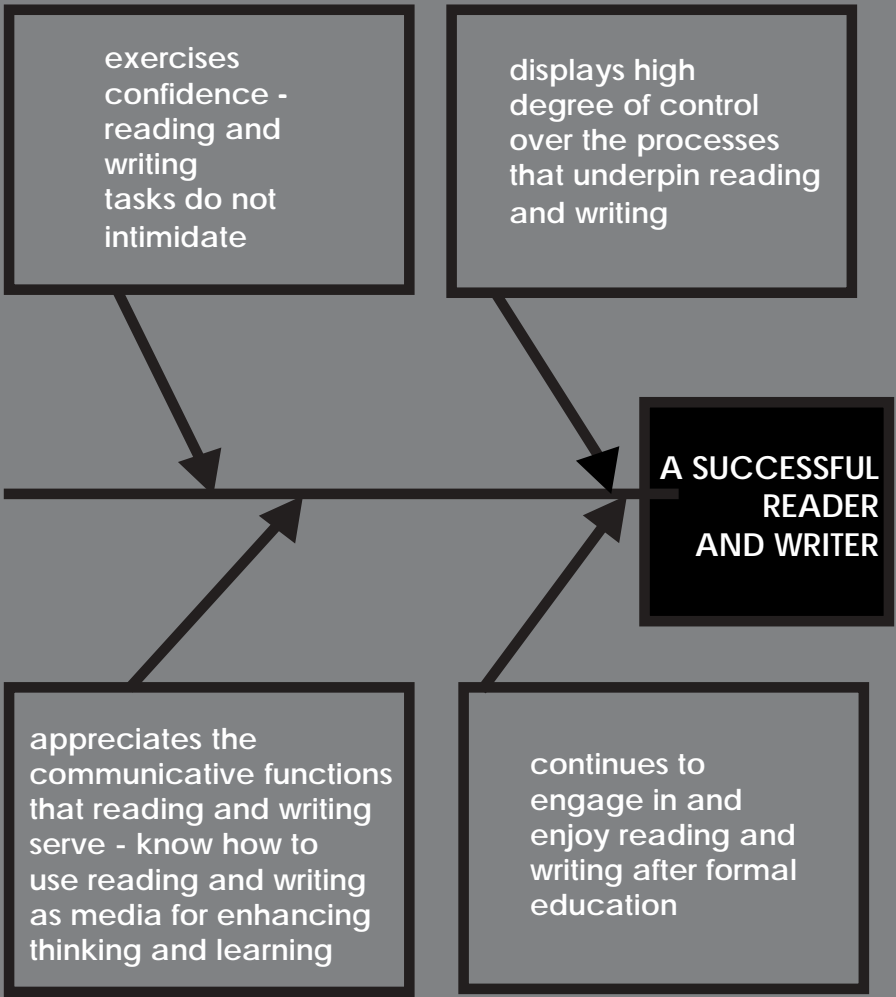 exercises
confidence -
reading and
writing
tasks do not
intimidate
displays high
degree of control
over the processes
that underpin reading
and writing
A SUCCESSFUL
READER
AND WRITER
appreciates the
communicative functions
that reading and writing
serve - know how to
use reading and writing
as media for enhancing
thinking and learning
continues to
engage in and
enjoy reading and
writing after formal
education